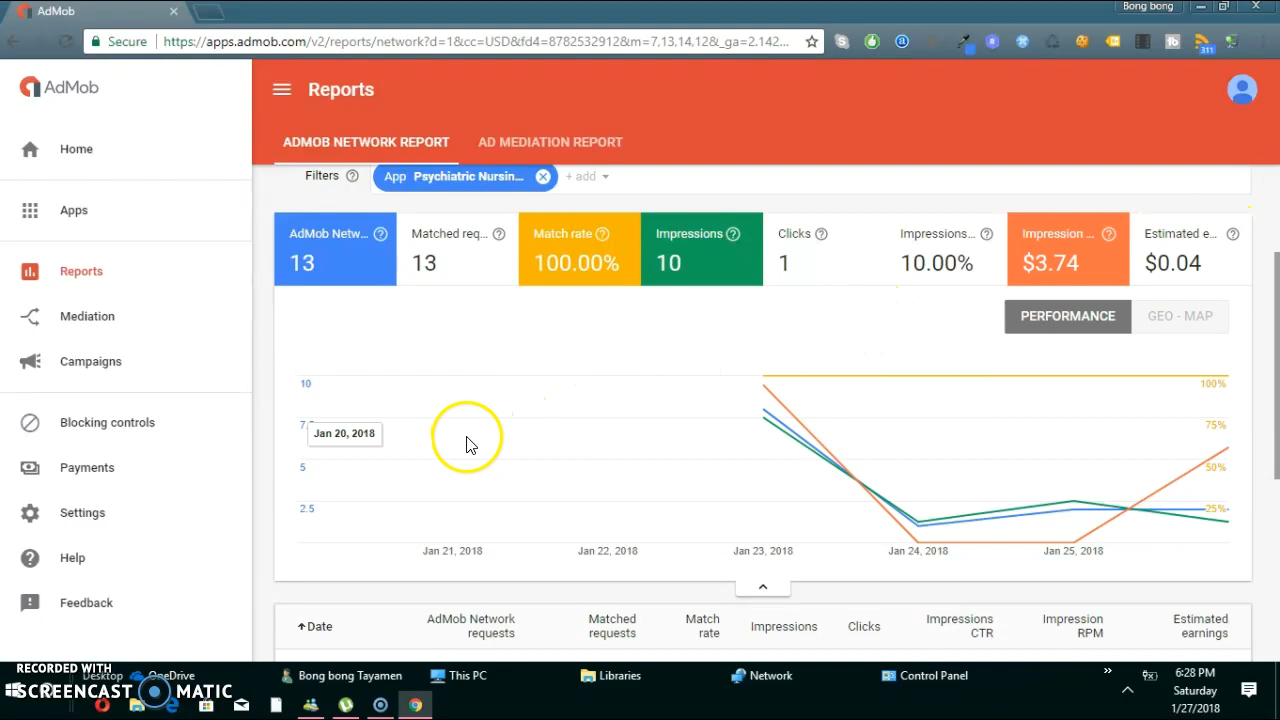 AdMob
Bong bong
Secure
https://apps.admob.com/v2/reports/network?d=1&cc=USD&fd4=8782532912&m=7,13,14,12&_ga=2.142...
311
AdMob
Reports
Home
ADMOB NETWORK REPORT
AD MEDIATION REPORT
Filters
App Psychiatric Nursin...
+ add
Apps
AdMob Netw...
13
Matched req...
13
Match rate
100.00%
Impressions
10
Clicks
1
Impressions...
10.00%
Impression ...
$3.74
Estimated e...
$0.04
Reports
Mediation
Campaigns
Blocking controls
Payments
Settings
Help
Feedback
PERFORMANCE
GEO - MAP
10
100%
75%
Jan 20, 2018
5
50%
2.5
25%
Jan 21, 2018
Jan 22, 2018
Jan 23, 2018
Jan 24, 2018
Jan 25, 2018
Date
AdMob Network
requests
Matched
requests
Match
rate
Impressions
Clicks
Impressions
CTR
Impression
RPM
Estimated
earnings
RECORDED WITH
SCREENCAST MATIC
Desktop
OneDrive
Bong bong Tayamen
This PC
Libraries
Network
Control Panel
6:28 PM
Saturday
1/27/2018